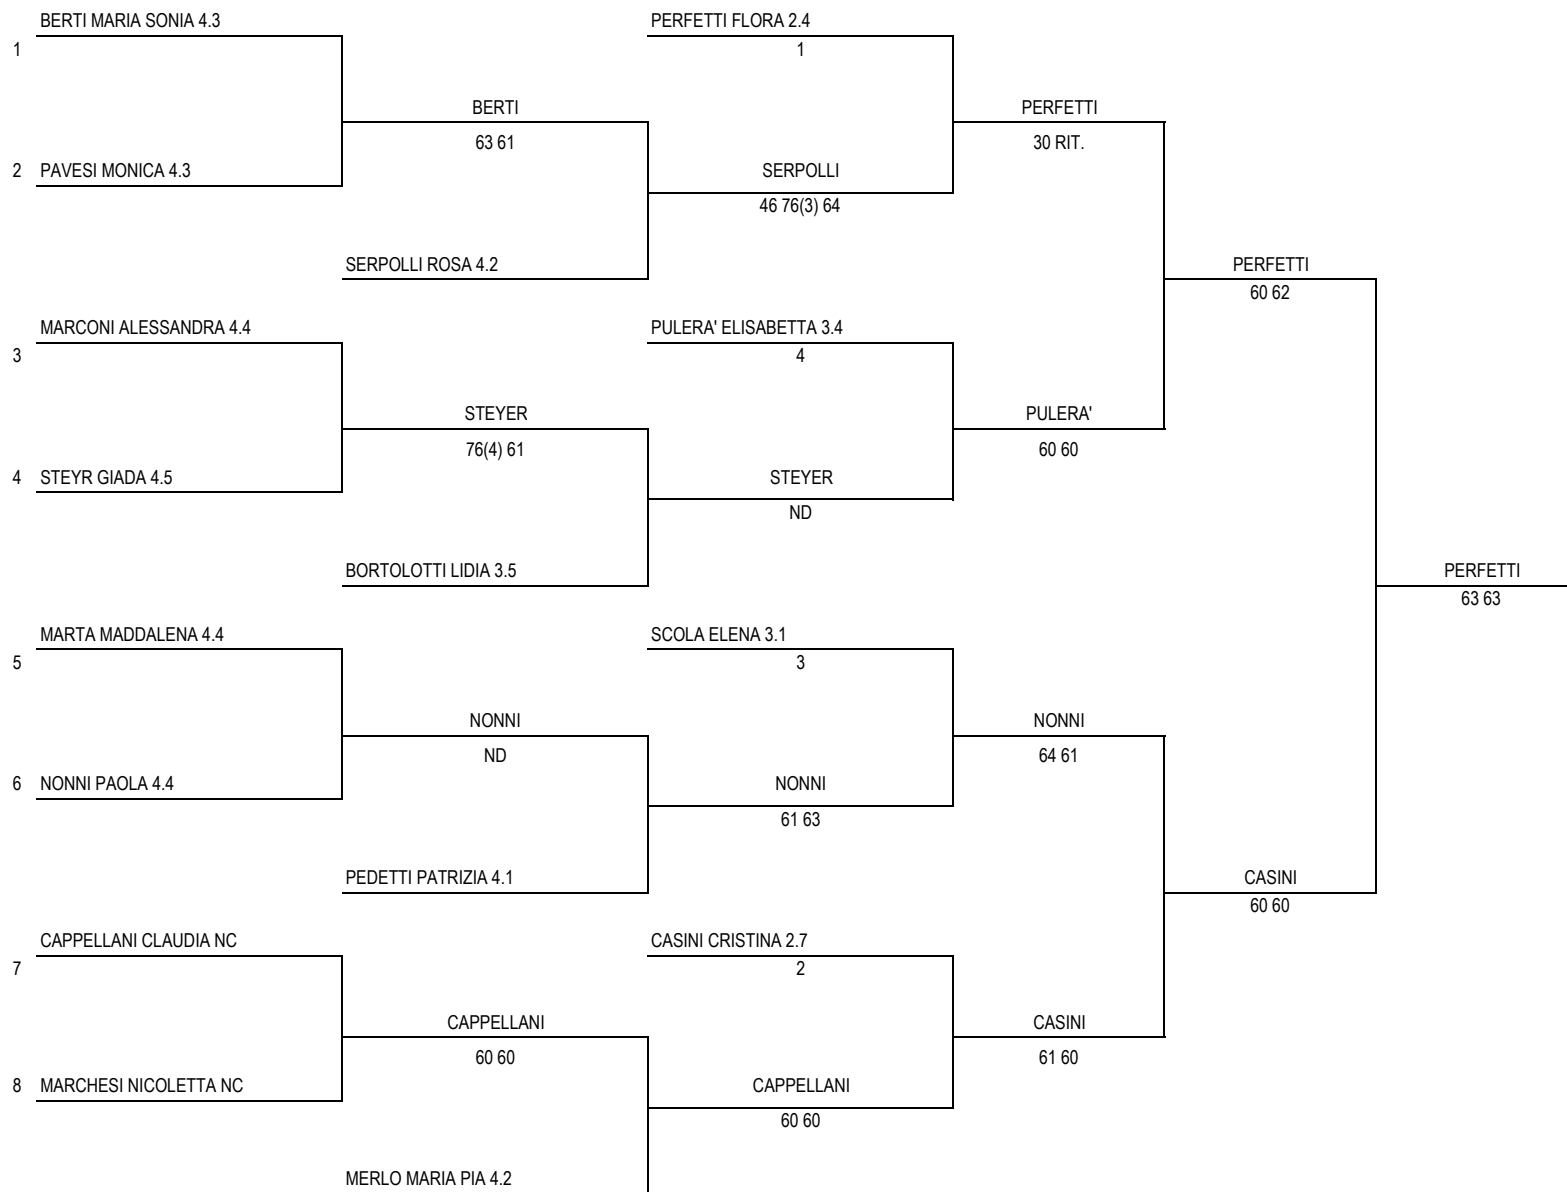 BERTI MARIA SONIA 4.3
PERFETTI FLORA 2.4
1
1
BERTI
PERFETTI
63 61
30 RIT.
2 PAVESI MONICA 4.3
SERPOLLI
46 76(3) 64
SERPOLLI ROSA 4.2
PERFETTI
60 62
MARCONI ALESSANDRA 4.4
PULERA' ELISABETTA 3.4
3
4
STEYER
PULERA'
76(4) 61
60 60
4 STEYR GIADA 4.5
STEYER
ND
BORTOLOTTI LIDIA 3.5
PERFETTI
63 63
MARTA MADDALENA 4.4
SCOLA ELENA 3.1
5
3
NONNI
NONNI
ND
64 61
6 NONNI PAOLA 4.4
NONNI
61 63
PEDETTI PATRIZIA 4.1
CASINI
60 60
CAPPELLANI CLAUDIA NC
CASINI CRISTINA 2.7
7
2
CAPPELLANI
CASINI
60 60
61 60
8 MARCHESI NICOLETTA NC
CAPPELLANI
60 60
MERLO MARIA PIA 4.2